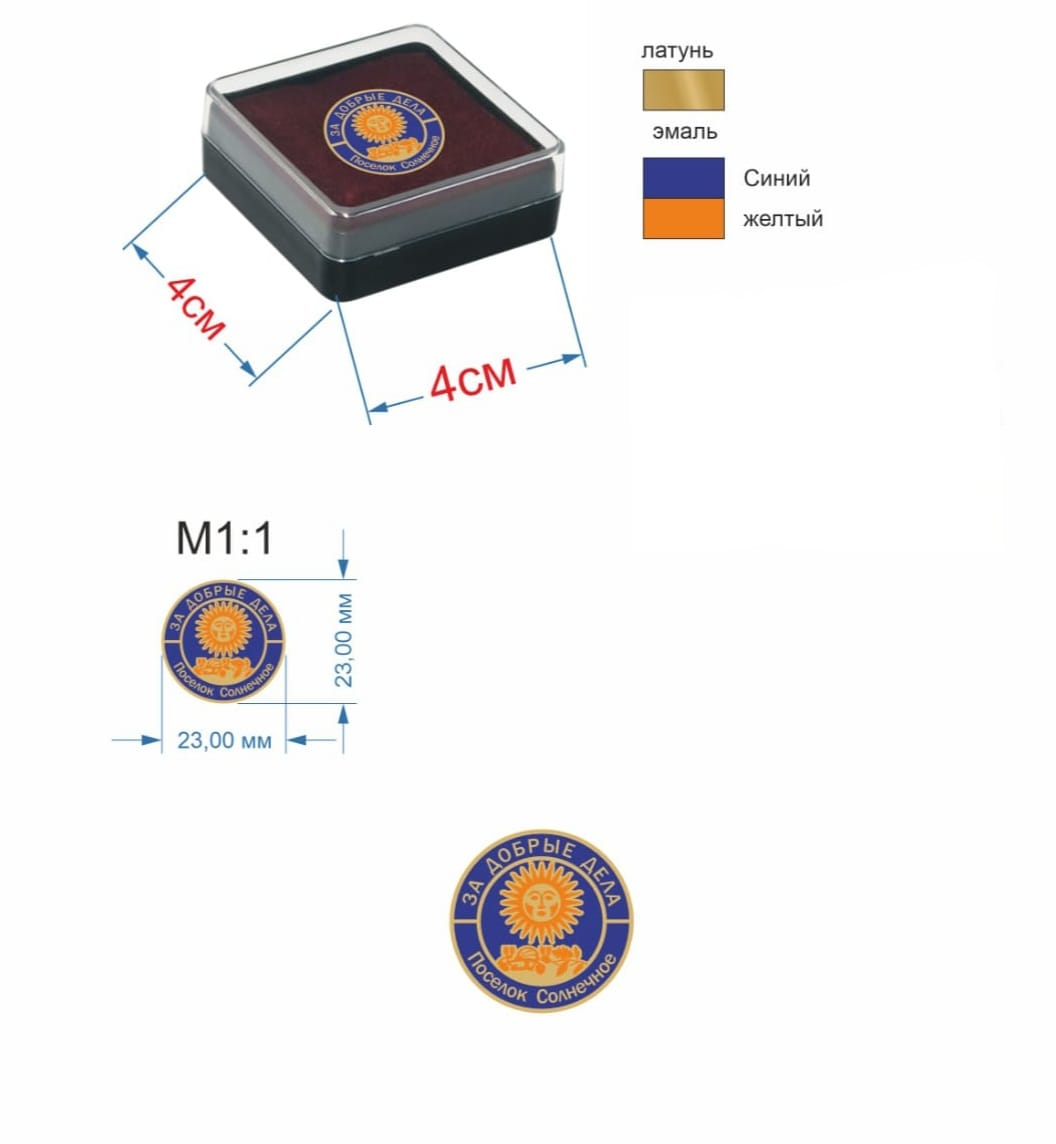 латунь
эмаль
Синий
желтый
ЗА ДОБРЫЕ ДЕЛА
Поселок Солнечное
4см
4см
М1:1
ЗА ДОБРЫЕ ДЕЛА
Поселок Солнечное
23,00 мм
23,00 мм
ЗА ДОБРЫЕ ДЕЛА
Поселок Солнечное